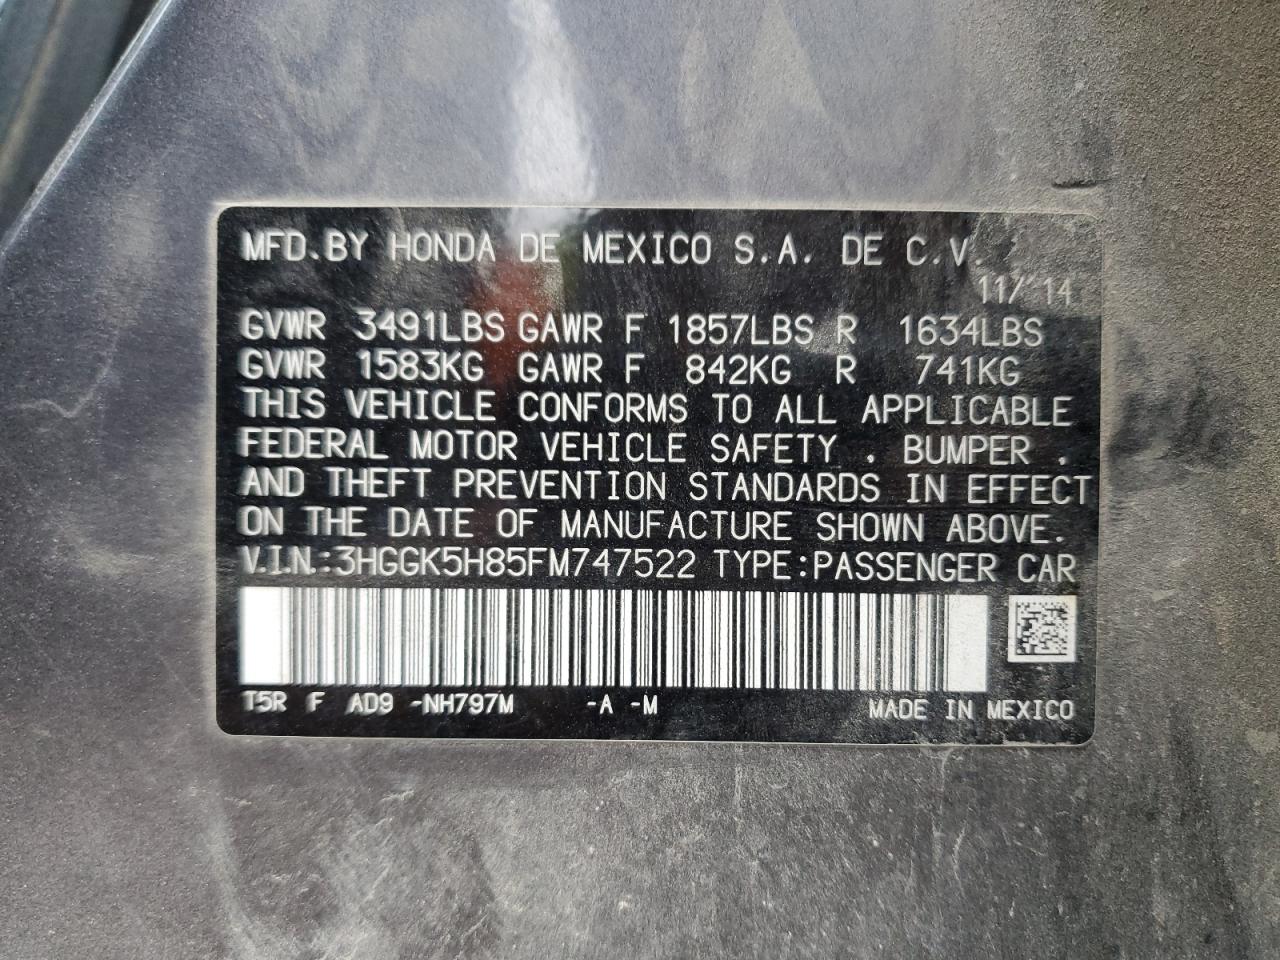 MFD.BY HONDA DE MEXICO S.A. DE C.V.
11/'14
GVWR 3491LBS GAWR F 1857LBS R 1634LBS
GVWR 1583KG GAWR F 842KG R 741KG
THIS VEHICLE CONFORMS TO ALL APPLICABLE
FEDERAL MOTOR VEHICLE SAFETY , BUMPER ,
AND THEFT PREVENTION STANDARDS IN EFFECT
ON THE DATE OF MANUFACTURE SHOWN ABOVE.
V.I.N.:3HGGK5H85FM747522 TYPE:PASSENGER CAR
T5R F AD9 -NH797M -A -M MADE IN MEXICO